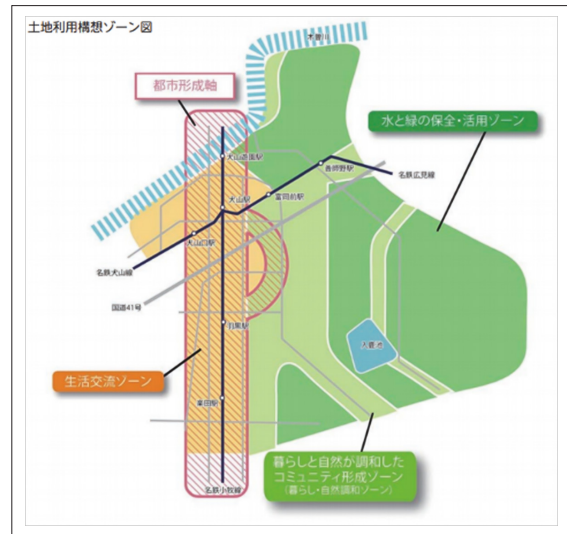 土地利用構想ゾーン図
木曽川
都市形成軸
水と緑の保全・活用ゾーン
犬山遊園駅
善師野駅
名鉄広見線
富岡前駅
犬山駅
犬山口駅
名鉄犬山線
国道41号
羽黒駅
入鹿池
生活交流ゾーン
楽田駅
暮らしと自然が調和した
コミュニティ形成ゾーン
(暮らし・自然調和ゾーン)
名鉄小牧線